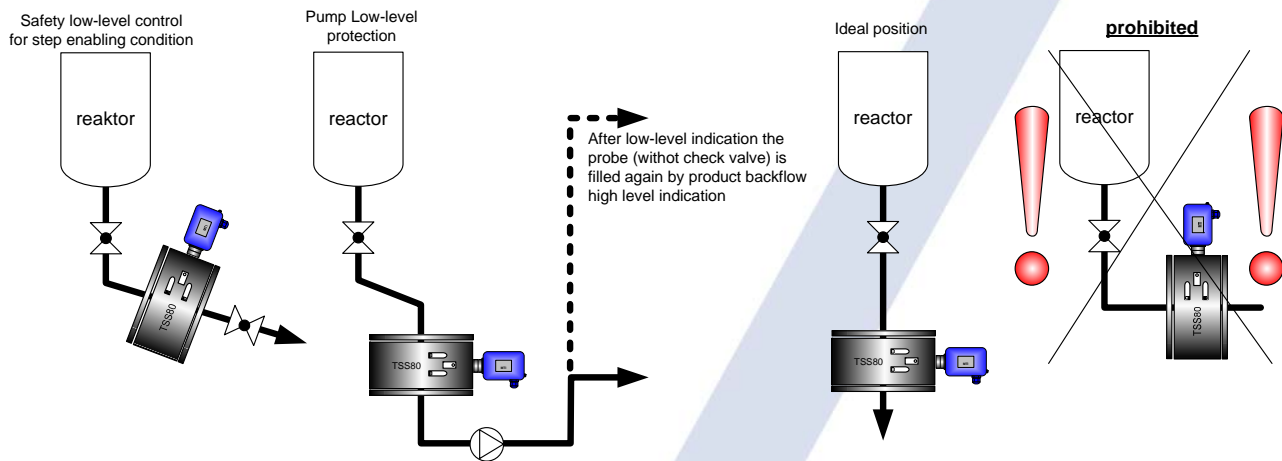 Safety low-level control
for step enabling condition
reaktor
TSS80
Pump Low-level
protection
reactor
TSS80
After low-level indication the
probe (withot check valve) is
filled again by product backflow
high level indication
Ideal position
reactor
TSS80
prohibited
reactor
TSS80